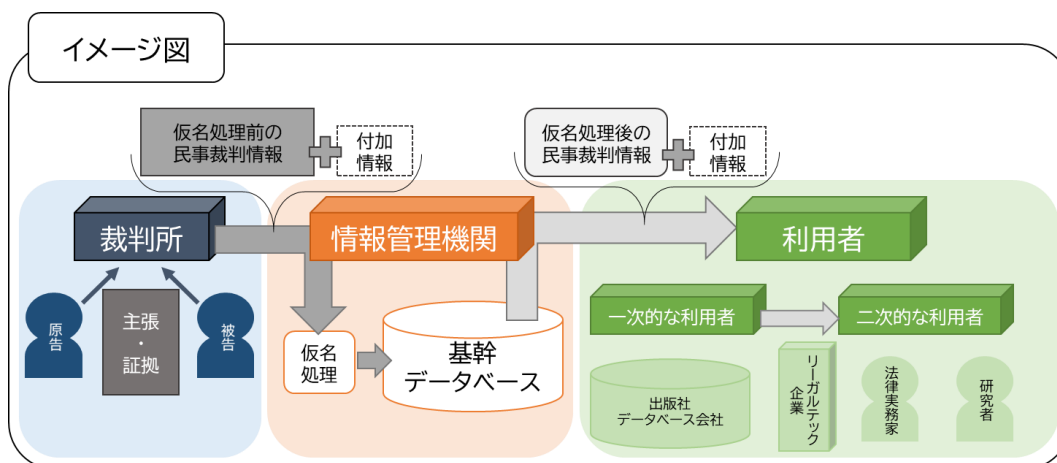 イメージ図
仮名処理前の
民事裁判情報
付加
情報
仮名処理後の
民事裁判情報
付加
情報
裁判所
情報管理機関
利用者
原告
主張
・
証拠
被告
仮名
処理
基幹
データベース
一次的な利用者
二次的な利用者
出版社
データベース会社
リーガルテック
企業
法律実務家
研究者